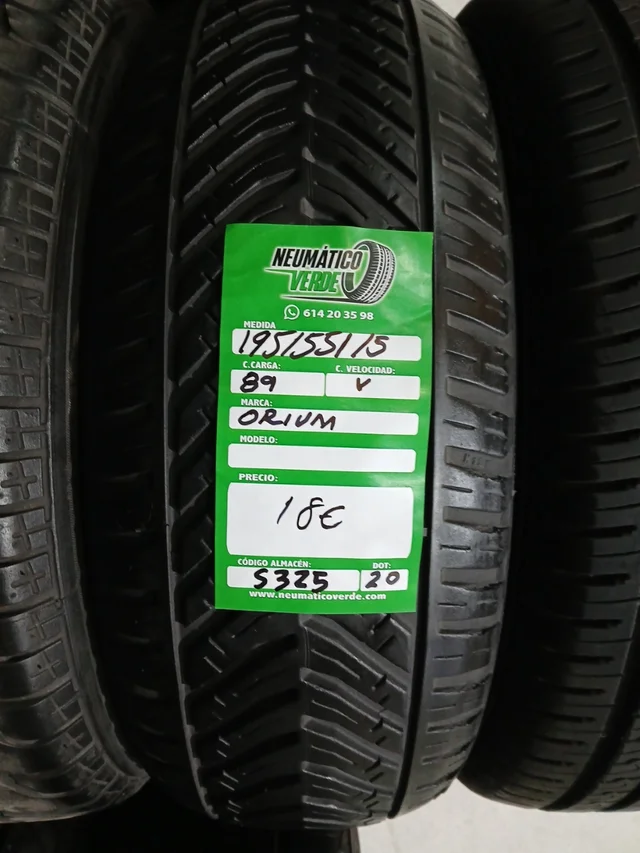 NEUMÁTICO
VERDE
614 20 35 98
MEDIDA
195/55/15
C.CARGA: C. VELOCIDAD:
89 V
MARCA:
ORIUM
MODELO:
PRECIO:
18€
CÓDIGO ALMACÉN: DOT:
S325 20
www.neumaticoverde.com